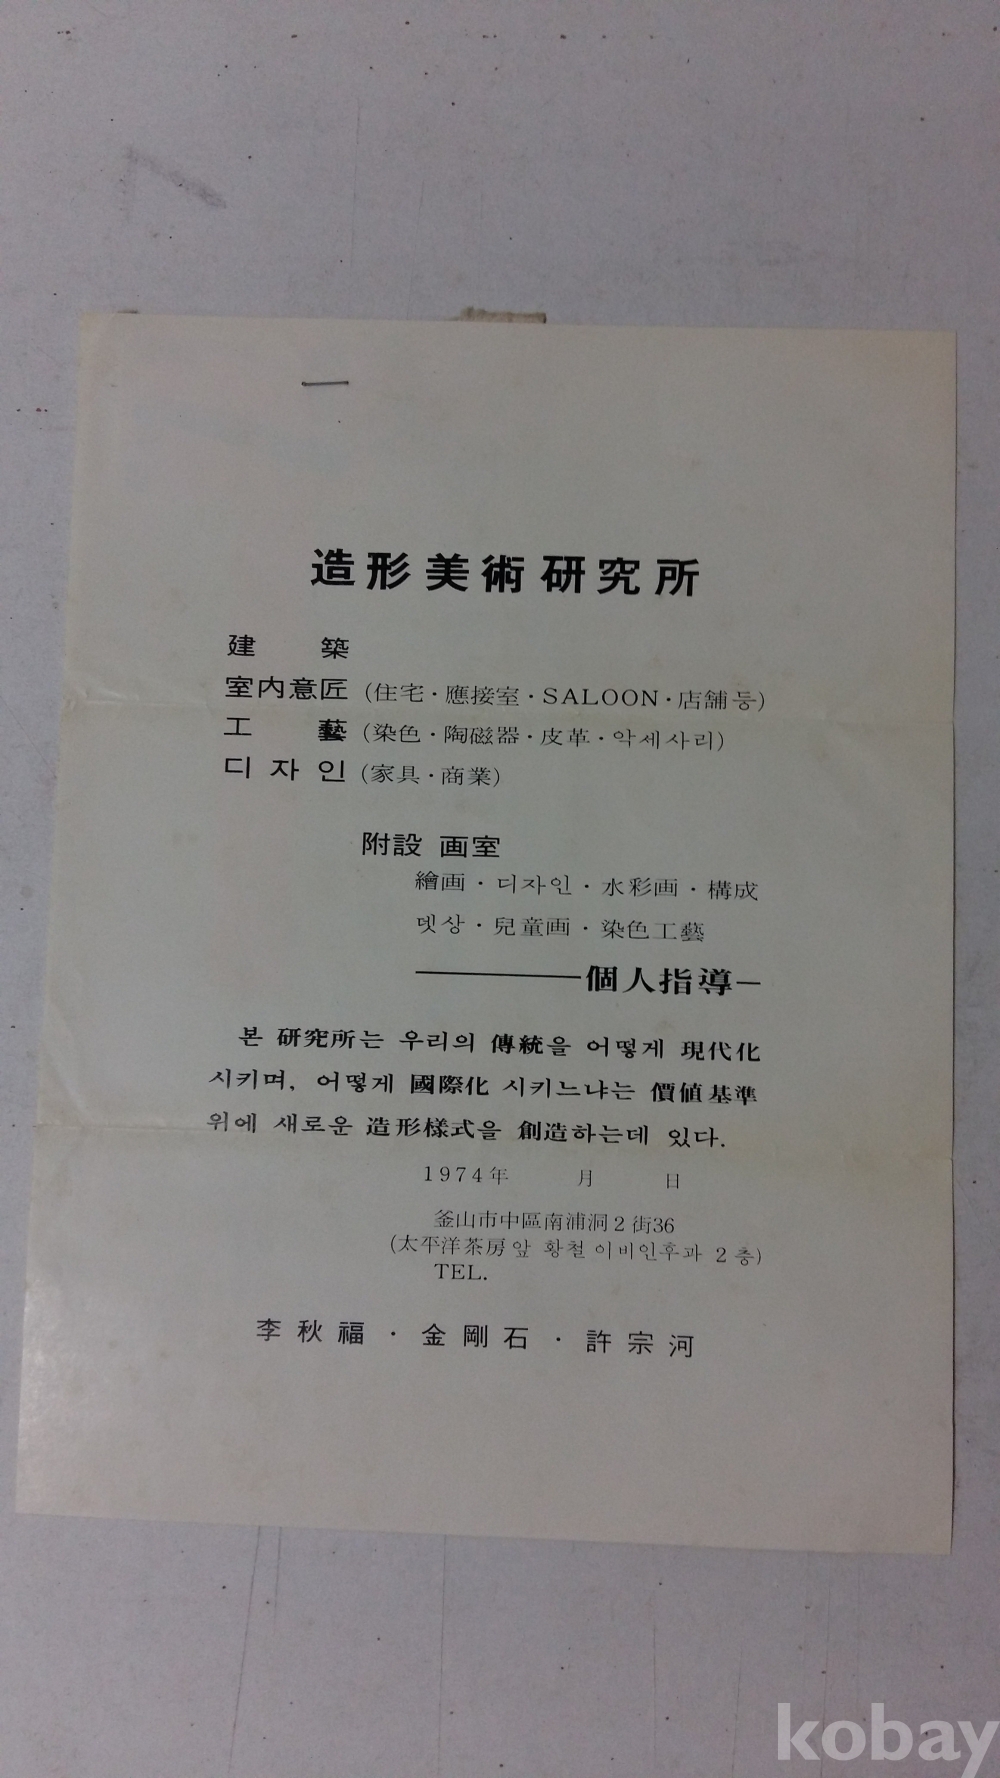 造形美術研究所
建築
室内意匠 (住宅·應接室·SALOON·店舖등)
工藝 (染色·陶磁器·皮革·악세사리)
디자인 (家具·商業)
附設 画室
繪画·디자인·水彩画·構成
뎃상·兒童画·染色工藝
——個人指導—
본 研究所는 우리의 傳統을 어떻게 現代化
시키며, 어떻게 國際化 시키느냐는 價値基準
위에 새로운 造形樣式을 創造하는데 있다.
1974年 月 日
釜山市中區南浦洞2街36
(太平洋茶房앞 황철이비인후과 2층)
TEL.
李秋福·金剛石·許宗河
kobay